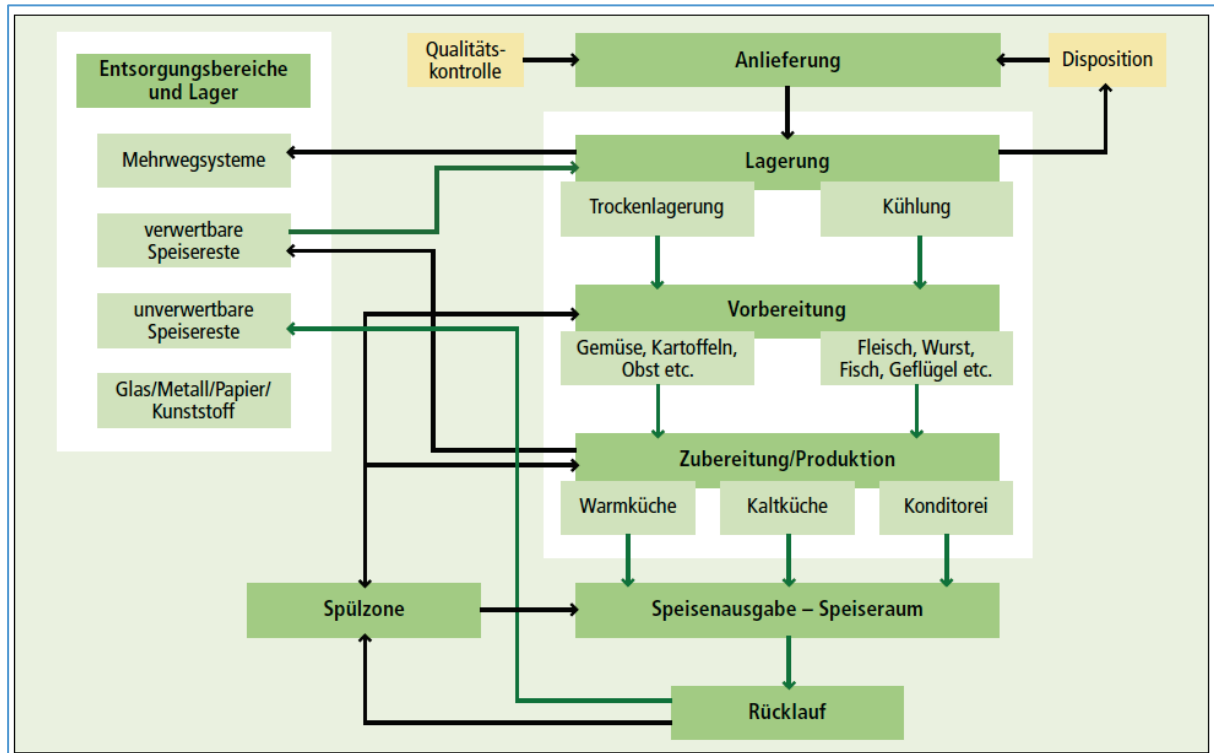 Entsorgungsbereiche
und Lager
Mehrwegsysteme
verwertbare
Speisereste
unverwertbare
Speisereste
Glas/Metall/Papier/
Kunststoff
Qualitäts-
kontrolle
Anlieferung
Disposition
Lagerung
Trockenlagerung
Kühlung
Vorbereitung
Gemüse, Kartoffeln,
Obst etc.
Fleisch, Wurst,
Fisch, Geflügel etc.
Zubereitung/Produktion
Warmküche
Kaltküche
Konditorei
Spülzone
Speisenausgabe – Speiseraum
Rücklauf